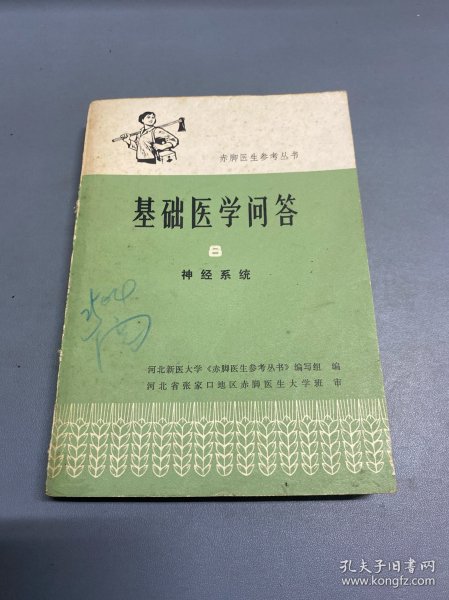 赤脚医生参考丛书
基础医学问答
8
神经系统
河北新医大学《赤脚医生参考丛书》编写组 编
河北省张家口地区赤脚医生大学班 审
孔夫子旧书网
www.kongfz.com